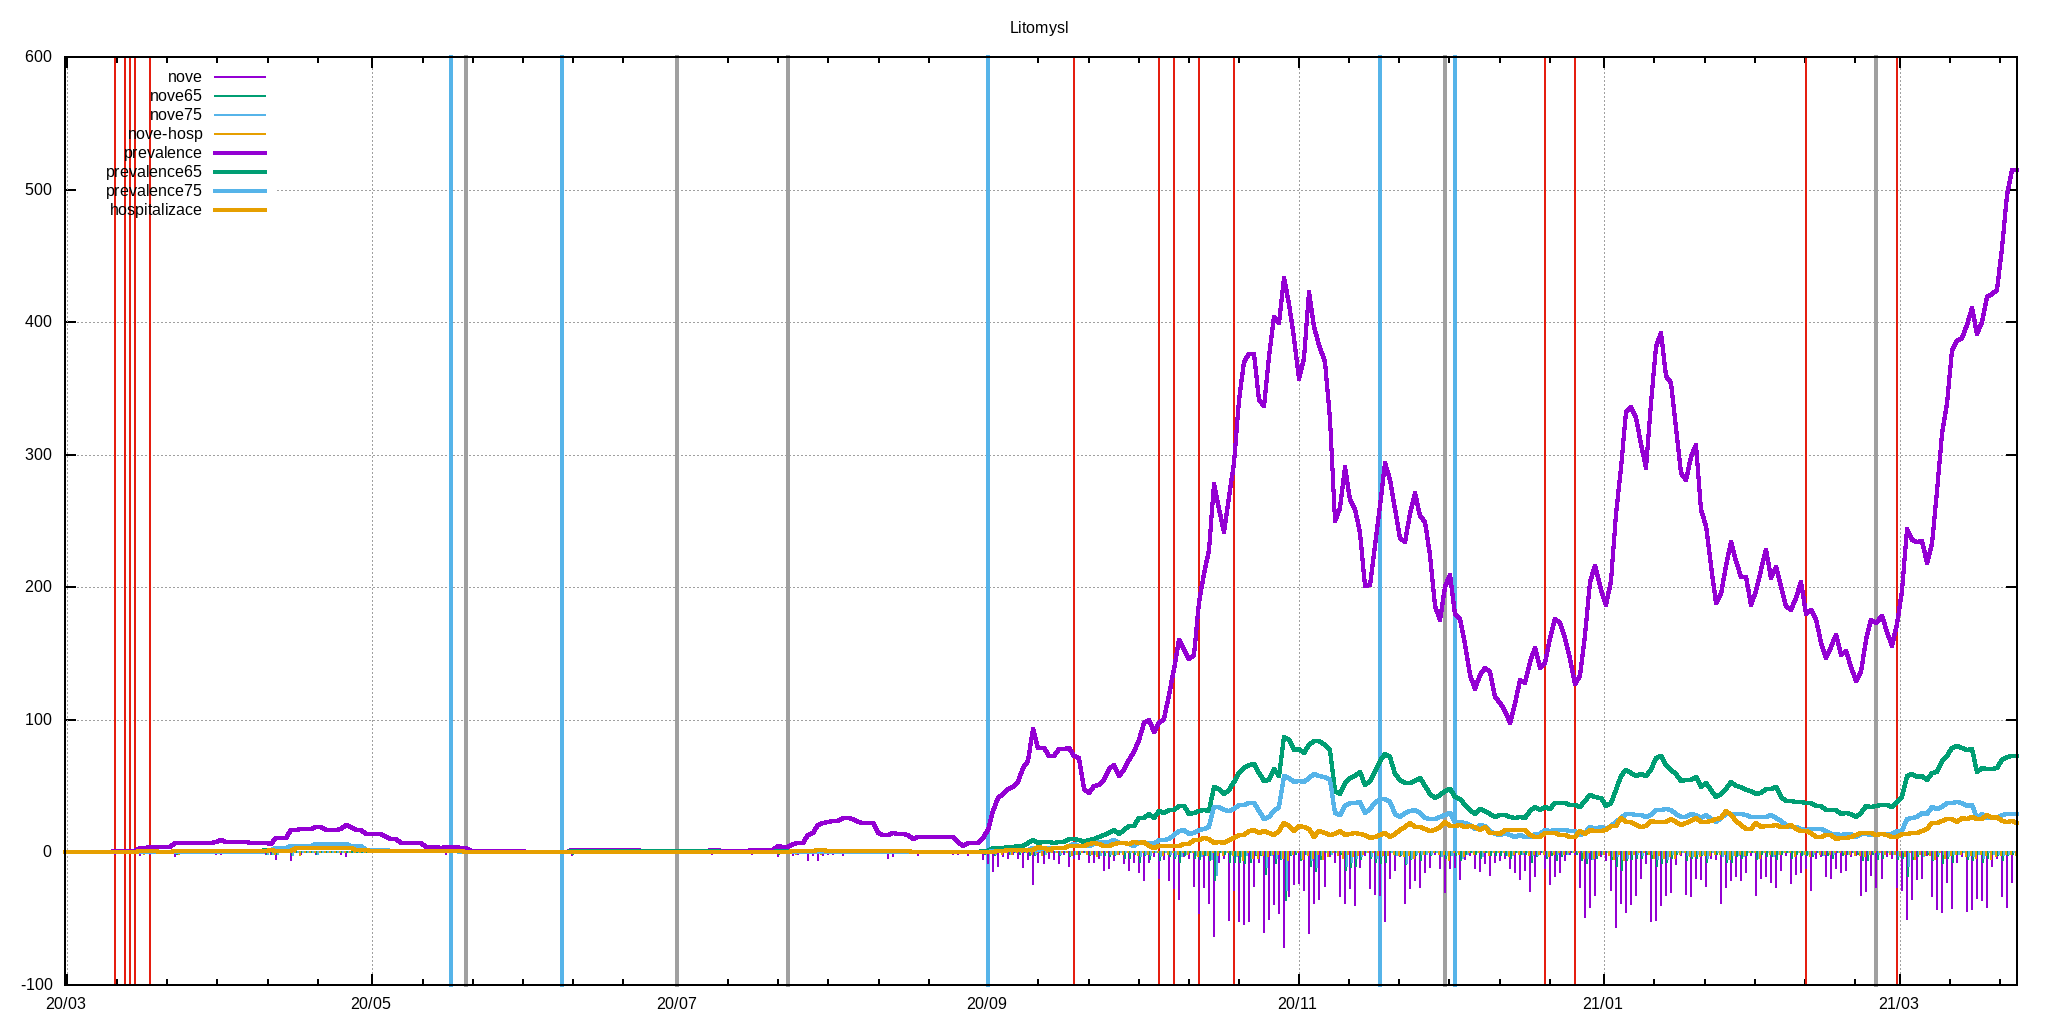 Litomysl
600
500
400
300
200
100
0
-100
nove
nove65
nove75
nove-hosp
prevalence
prevalence65
prevalence75
hospitalizace
20/03 20/05 20/07 20/09 20/11 21/01 21/03